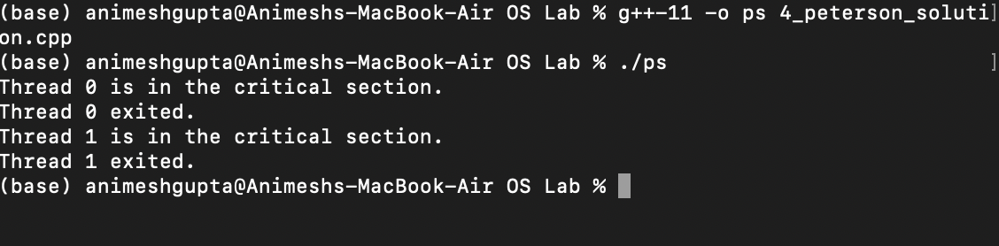 (base) animeshgupta@Animeshs-MacBook-Air OS Lab % g++-11 -o ps 4_peterson_soluti]
on.cpp
(base) animeshgupta@Animeshs-MacBook-Air OS Lab % ./ps ]
Thread 0 is in the critical section.
Thread 0 exited.
Thread 1 is in the critical section.
Thread 1 exited.
(base) animeshgupta@Animeshs-MacBook-Air OS Lab %